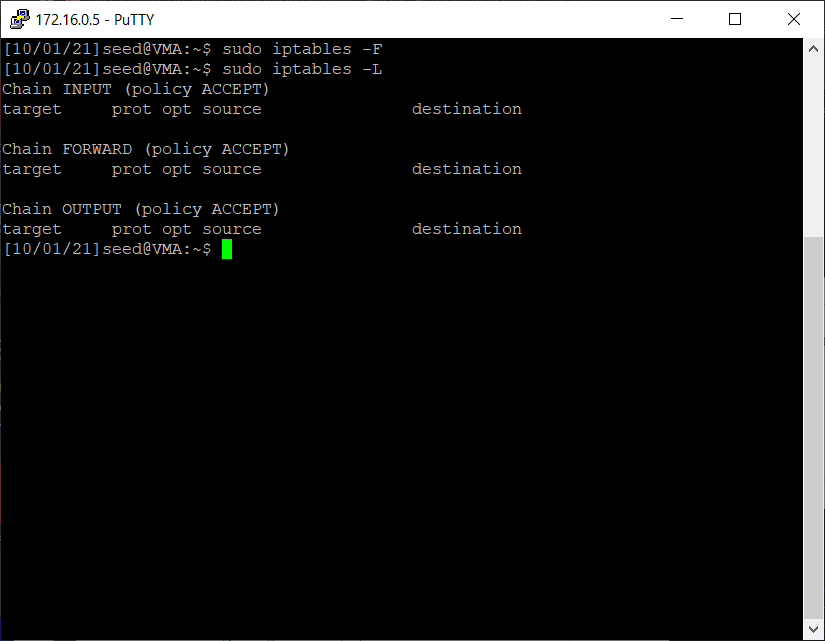 172.16.0.5 - PuTTY
[10/01/21]seed@VMA:~$ sudo iptables -F
[10/01/21]seed@VMA:~$ sudo iptables -L
Chain INPUT (policy ACCEPT)
target     prot opt source               destination
Chain FORWARD (policy ACCEPT)
target     prot opt source               destination
Chain OUTPUT (policy ACCEPT)
target     prot opt source               destination
[10/01/21]seed@VMA:~$